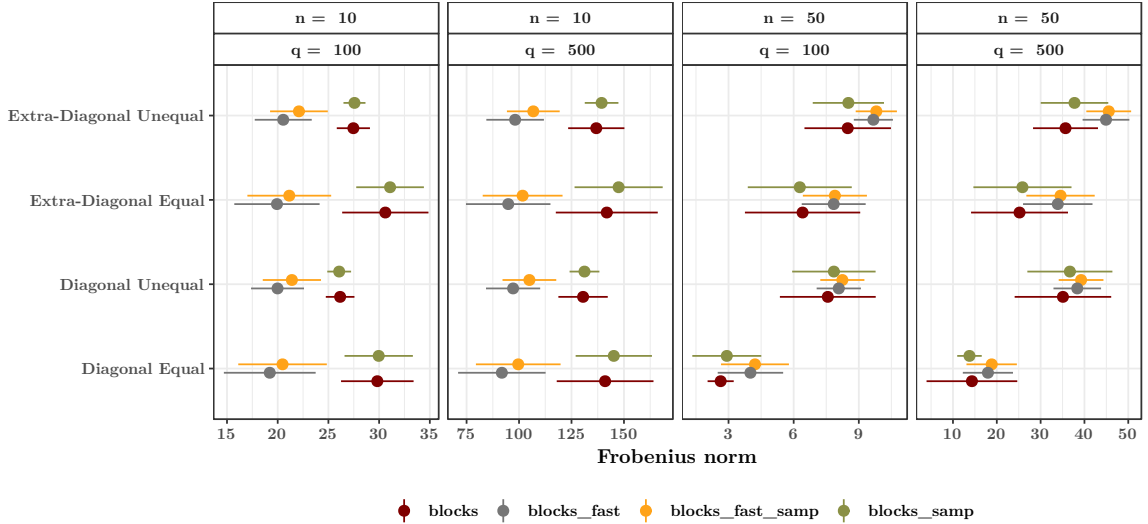 n = 10 n = 10 n = 50 n = 50
q = 100 q = 500 q = 100 q = 500
Extra-Diagonal Unequal
Extra-Diagonal Equal
Diagonal Unequal
Diagonal Equal
15 20 25 30 35 75 100 125 150 3 6 9 10 20 30 40 50
Frobenius norm
blocks blocks_fast blocks_fast_samp blocks_samp